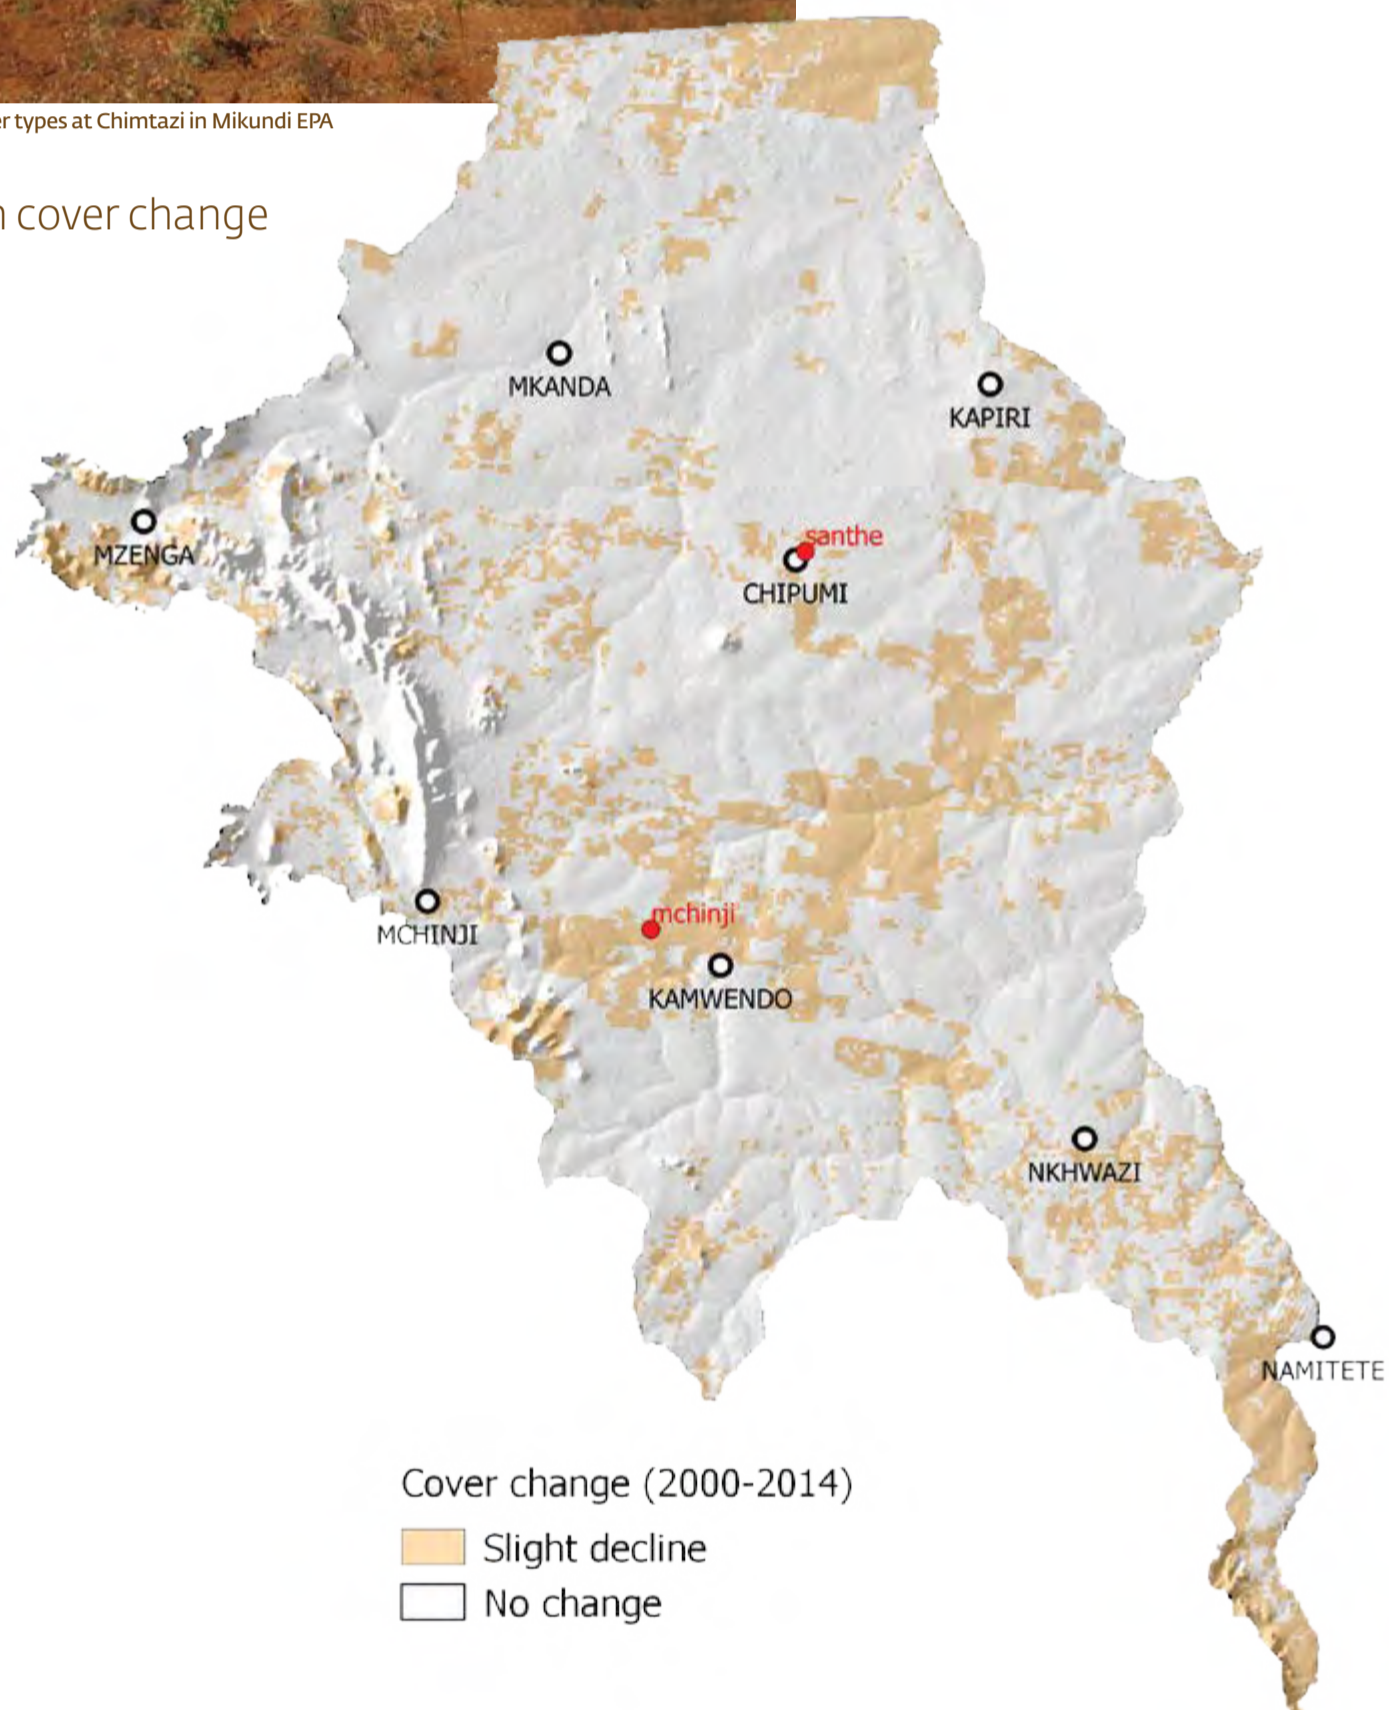 types at Chimtazi in Mikundi EPA
cover change
MKANDA
KAPIRI
MZENGA
santhe
CHIPUMI
mchinji
MCHINJI
KAMWENDO
NKHWAZI
NAMITETE
Cover change (2000-2014)
Slight decline
No change